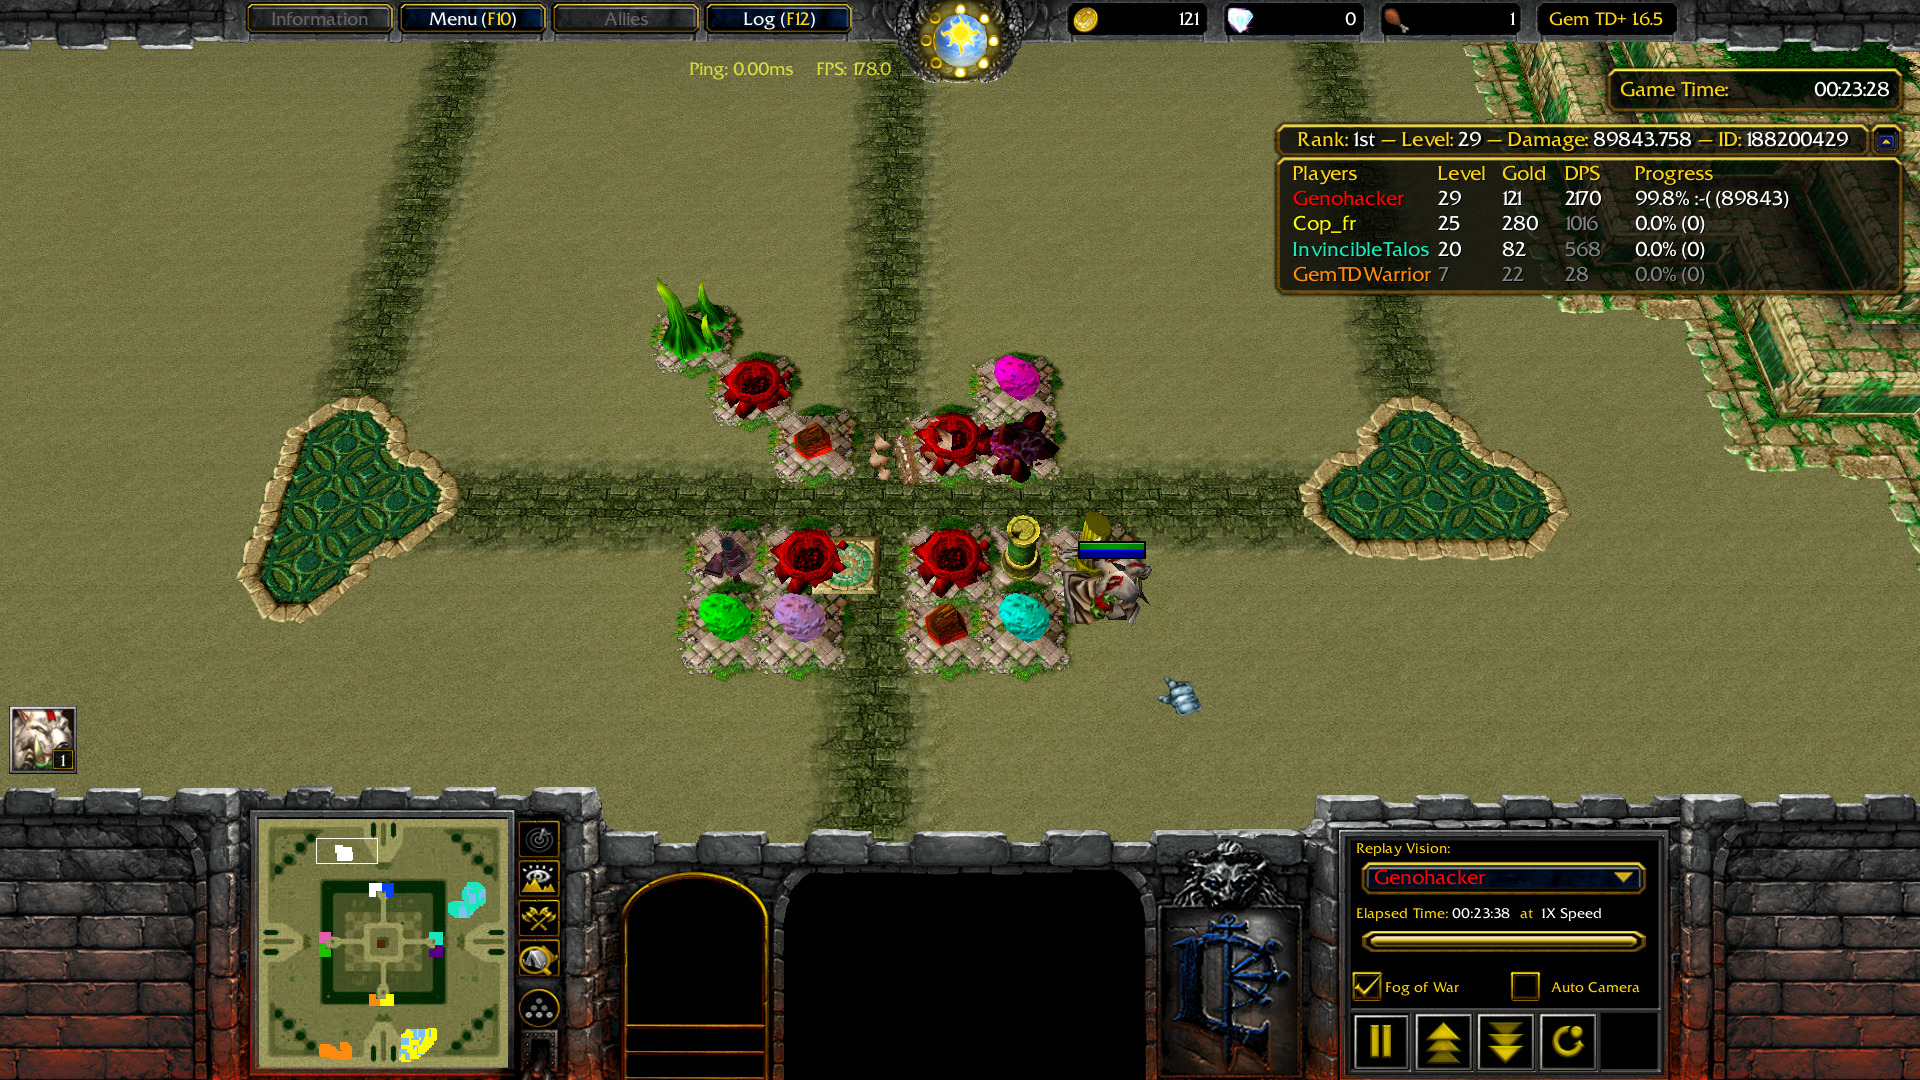 Information Menu (F10) Allies Log (F12) 121 0 1 Gem TD+ 16.5
Ping: 0.00ms FPS: 178.0
Game Time: 00:23:28
Rank: 1st — Level: 29 — Damage: 89843.758 — ID: 188200429
Players Level Gold DPS Progress
Genohacker 29 121 2170 99.8% :-( (89843)
Cop_fr 25 280 1016 0.0% (0)
InvincibleTalos 20 82 568 0.0% (0)
GemTDWarrior 7 22 28 0.0% (0)
1
Replay Vision:
Genohacker
Elapsed Time: 00:23:38 at 1X Speed
Fog of War Auto Camera